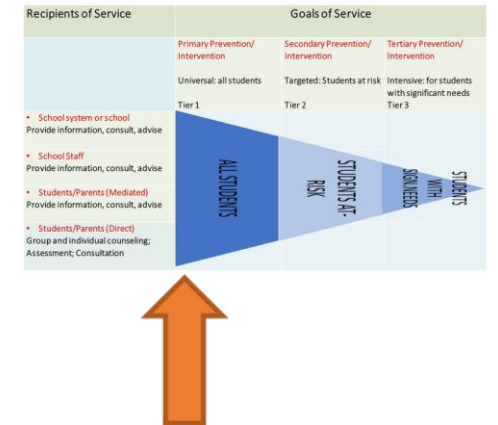 Recipients of Service
Goals of Service
Primary Prevention/
Intervention
Secondary Prevention/
Intervention
Tertiary Prevention/
Intervention
Universal: all students
Targeted: Students at risk
Intensive: for students
with significant needs
Tier 1
Tier 2
Tier 3
• School system or school
Provide information, consult, advise
• School Staff
Provide information, consult, advise
• Students/Parents (Mediated)
Provide information, consult, advise
• Students/Parents (Direct)
Group and individual counseling;
Assessment; Consultation
ALL STUDENTS
STUDENTS AT-
RISK
STUDENTS
WITH
SIGN NEEDS